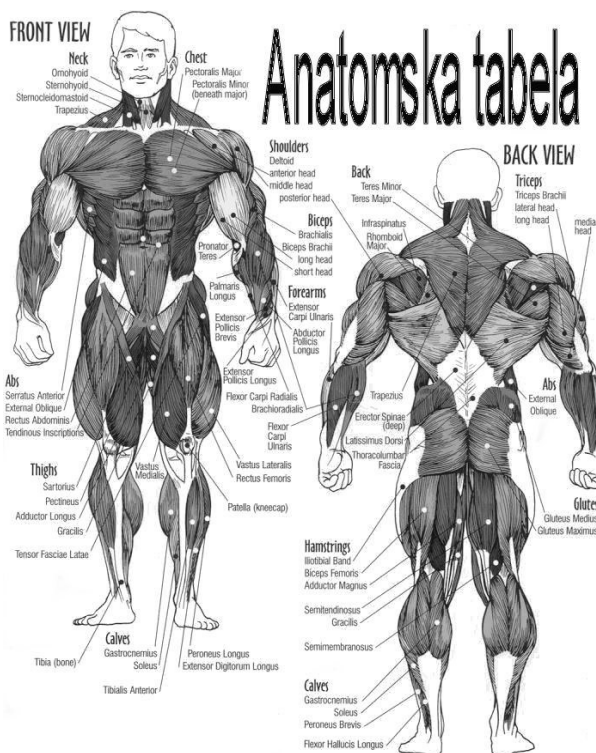 Anatomska tabela
FRONT VIEW
Neck
Omohyoid
Sternohyoid
Sternocleidomastoid
Trapezius
Chest
Pectoralis Major
Pectoralis Minor
(beneath major)
Shoulders
Deltoid
anterior head
middle head
posterior head
Biceps
Brachialis
Biceps Brachii
long head
short head
Pronator
Teres
Palmaris
Longus
Forearms
Extensor
Carpi Ulnaris
Abductor
Pollicis
Longus
Extensor
Pollicis
Brevis
Extensor
Pollicis Longus
Flexor Carpi Radialis
Brachioradialis
Flexor
Carpi
Ulnaris
Abs
Serratus Anterior
External Oblique
Rectus Abdominis
Tendinous Inscriptions
Thighs
Sartorius
Pectineus
Adductor Longus
Gracilis
Tensor Fasciae Latae
Vastus
Medialis
Vastus Lateralis
Rectus Femoris
Patella (kneecap)
Calves
Gastrocnemius
Soleus
Tibia (bone)
Tibialis Anterior
Peroneus Longus
Extensor Digitorum Longus
BACK VIEW
Back
Teres Minor
Teres Major
Infraspinatus
Rhomboid
Major
Triceps
Triceps Brachii
lateral head
long head
medial
head
Trapezius
Erector Spinae
(deep)
Latissimus Dorsi
Thoracolumbar
Fascia
Abs
External
Oblique
Glutes
Gluteus Medius
Gluteus Maximus
Hamstrings
Iliotibial Band
Biceps Femoris
Adductor Magnus
Semitendinosus
Gracilis
Semimembranosus
Calves
Gastrocnemius
Soleus
Peroneus Brevis
Flexor Hallucis Longus